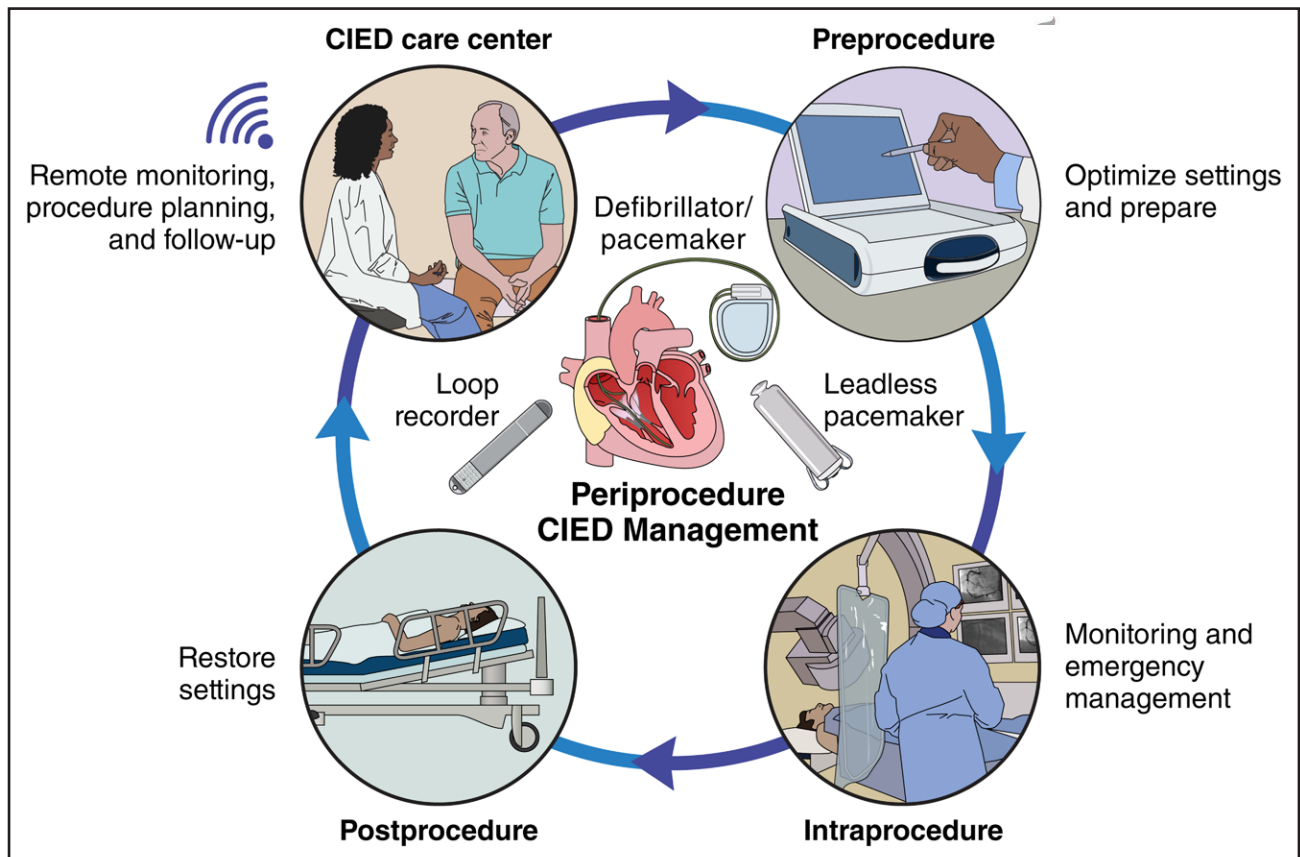 CIED care center
Preprocedure
Remote monitoring,
procedure planning,
and follow-up
Defibrillator/
pacemaker
Optimize settings
and prepare
Loop
recorder
Leadless
pacemaker
Periprocedure
CIED Management
Restore
settings
Monitoring and
emergency
management
Postprocedure
Intraprocedure